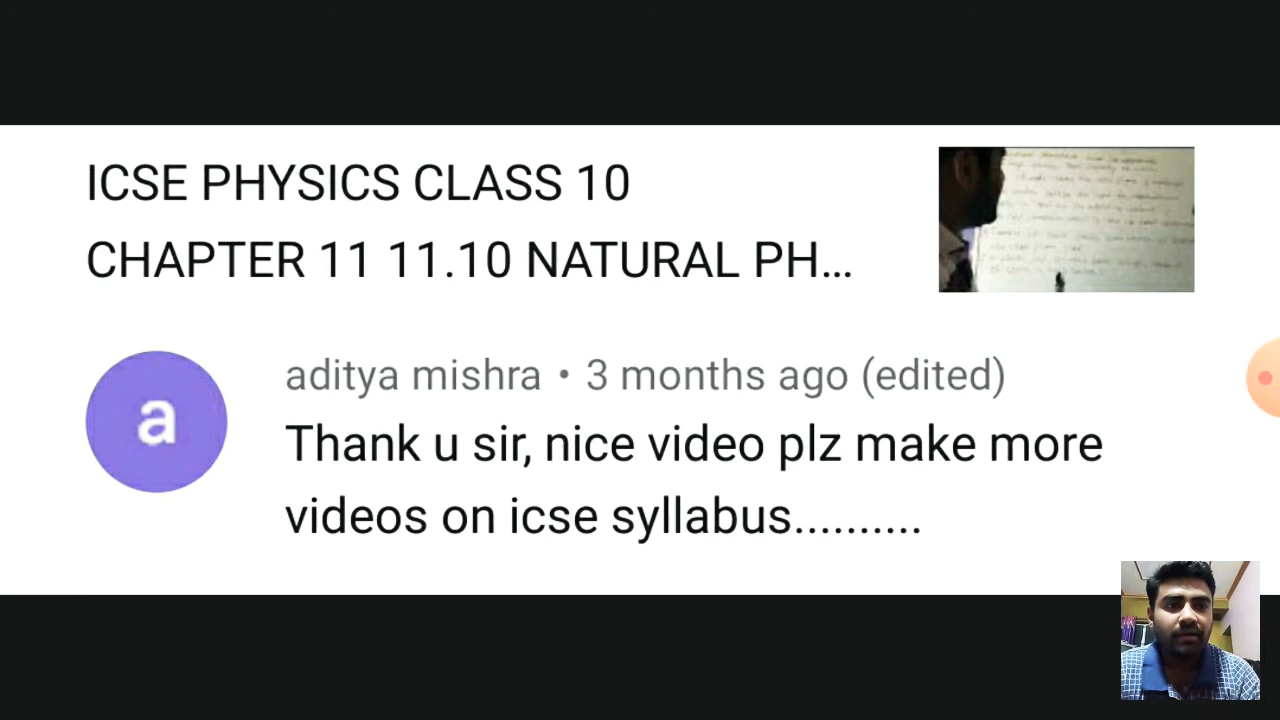 ICSE PHYSICS CLASS 10
CHAPTER 11 11.10 NATURAL PH...
a
aditya mishra • 3 months ago (edited)
Thank u sir, nice video plz make more
videos on icse syllabus..........